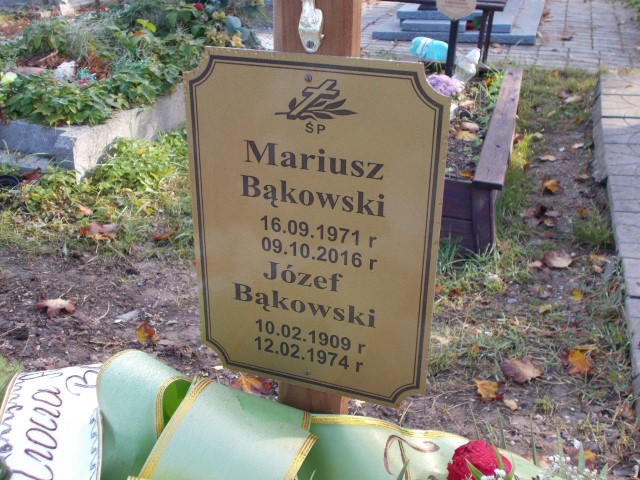 ŚP
Mariusz
Bąkowski
16.09.1971 r
09.10.2016 r
Józef
Bąkowski
10.02.1909 r
12.02.1974 r